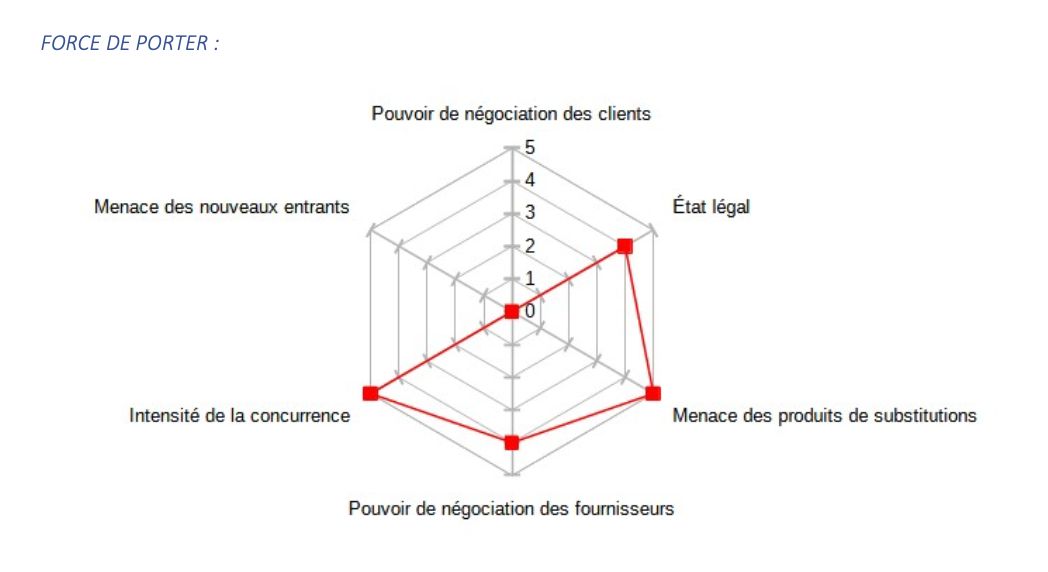 FORCE DE PORTER :
Pouvoir de négociation des clients
5
4
3
2
1
0
Menace des nouveaux entrants
État légal
Intensité de la concurrence
Menace des produits de substitutions
Pouvoir de négociation des fournisseurs